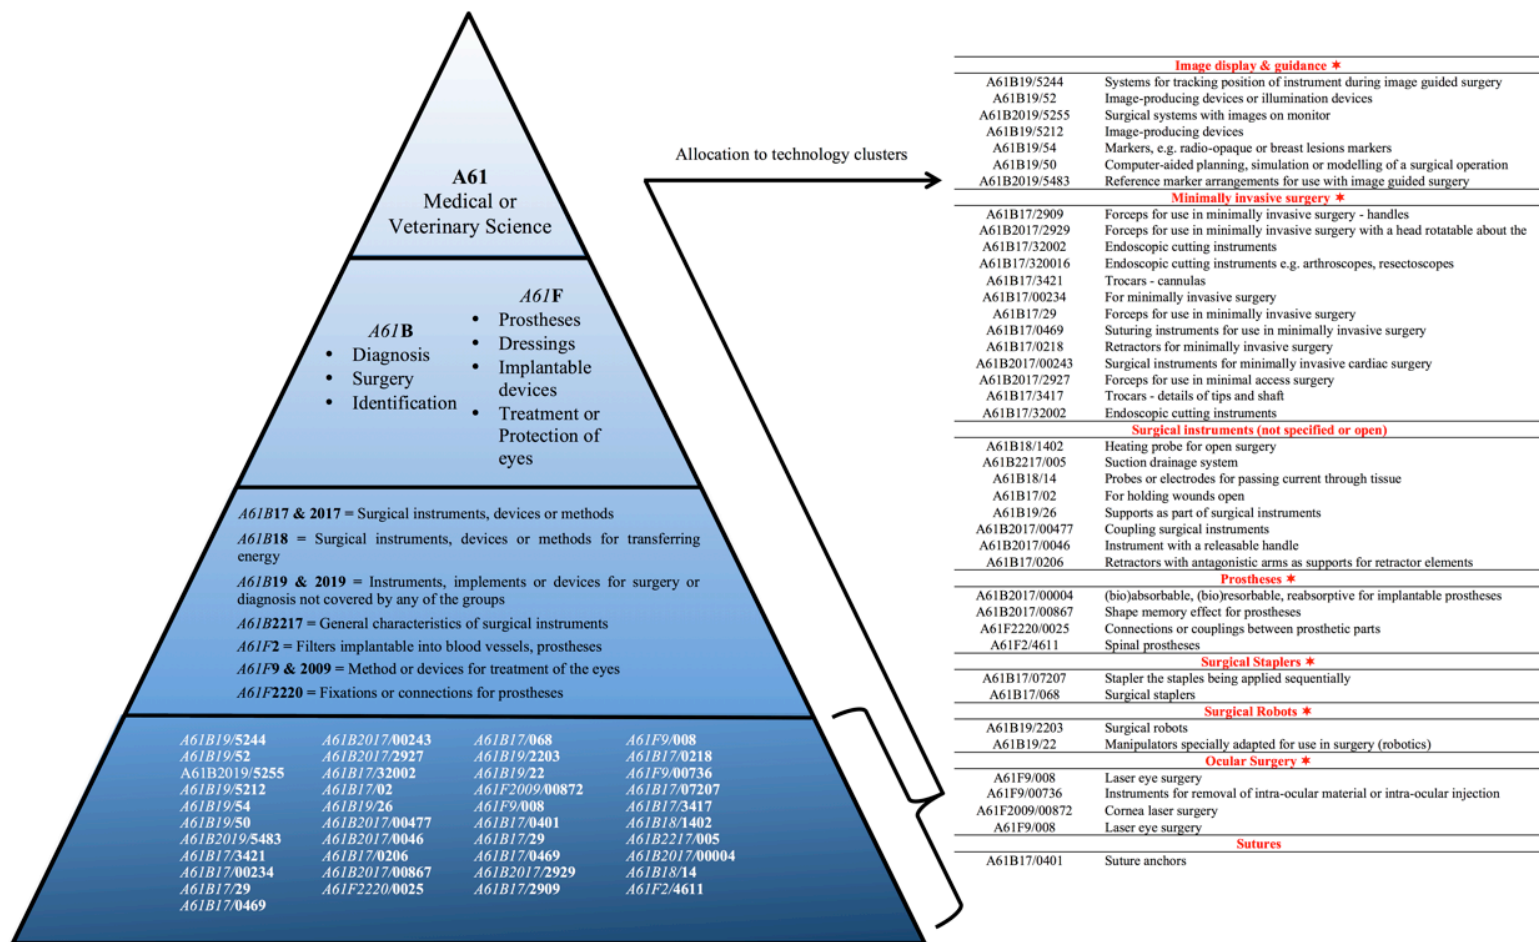 A61
Medical or
Veterinary Science
A61B
• Diagnosis
• Surgery
• Identification
A61F
• Prostheses
• Dressings
• Implantable
devices
• Treatment or
Protection of
eyes
A61B17 & 2017 = Surgical instruments, devices or methods
A61B18 = Surgical instruments, devices or methods for transferring
energy
A61B19 & 2019 = Instruments, implements or devices for surgery or
diagnosis not covered by any of the groups
A61B2217 = General characteristics of surgical instruments
A61F2 = Filters implantable into blood vessels, prostheses
A61F9 & 2009 = Method or devices for treatment of the eyes
A61F2220 = Fixations or connections for prostheses
A61B19/5244 A61B2017/00243 A61B17/068 A61F9/008
A61B19/52 A61B2017/2927 A61B19/2203 A61B17/0218
A61B2019/5255 A61B17/32002 A61B19/22 A61F9/00736
A61B19/5212 A61B17/02 A61F2009/00872 A61B17/07207
A61B19/54 A61B19/26 A61F9/008 A61B17/3417
A61B19/50 A61B2017/00477 A61B17/0401 A61B18/1402
A61B2019/5483 A61B2017/0046 A61B17/29 A61B2217/005
A61B17/3421 A61B17/0206 A61B17/0469 A61B2017/00004
A61B17/00234 A61B2017/00867 A61B2017/2929 A61B18/14
A61B17/29 A61F2220/0025 A61B17/2909 A61F2/4611
A61B17/0469
Allocation to technology clusters
Image display & guidance ✶
A61B19/5244 Systems for tracking position of instrument during image guided surgery
A61B19/52 Image-producing devices or illumination devices
A61B2019/5255 Surgical systems with images on monitor
A61B19/5212 Image-producing devices
A61B19/54 Markers, e.g. radio-opaque or breast lesions markers
A61B19/50 Computer-aided planning, simulation or modelling of a surgical operation
A61B2019/5483 Reference marker arrangements for use with image guided surgery
Minimally invasive surgery ✶
A61B17/2909 Forceps for use in minimally invasive surgery - handles
A61B2017/2929 Forceps for use in minimally invasive surgery with a head rotatable about the
A61B17/32002 Endoscopic cutting instruments
A61B17/320016 Endoscopic cutting instruments e.g. arthroscopes, resectoscopes
A61B17/3421 Trocars - cannulas
A61B17/00234 For minimally invasive surgery
A61B17/29 Forceps for use in minimally invasive surgery
A61B17/0469 Suturing instruments for use in minimally invasive surgery
A61B17/0218 Retractors for minimally invasive surgery
A61B2017/00243 Surgical instruments for minimally invasive cardiac surgery
A61B2017/2927 Forceps for use in minimal access surgery
A61B17/3417 Trocars - details of tips and shaft
A61B17/32002 Endoscopic cutting instruments
Surgical instruments (not specified or open)
A61B18/1402 Heating probe for open surgery
A61B2217/005 Suction drainage system
A61B18/14 Probes or electrodes for passing current through tissue
A61B17/02 For holding wounds open
A61B19/26 Supports as part of surgical instruments
A61B2017/00477 Coupling surgical instruments
A61B2017/0046 Instrument with a releasable handle
A61B17/0206 Retractors with antagonistic arms as supports for retractor elements
Prostheses ✶
A61B2017/00004 (bio)absorbable, (bio)resorbable, reabsorptive for implantable prostheses
A61B2017/00867 Shape memory effect for prostheses
A61F2220/0025 Connections or couplings between prosthetic parts
A61F2/4611 Spinal prostheses
Surgical Staplers ✶
A61B17/07207 Stapler the staples being applied sequentially
A61B17/068 Surgical staplers
Surgical Robots ✶
A61B19/2203 Surgical robots
A61B19/22 Manipulators specially adapted for use in surgery (robotics)
Ocular Surgery ✶
A61F9/008 Laser eye surgery
A61F9/00736 Instruments for removal of intra-ocular material or intra-ocular injection
A61F2009/00872 Cornea laser surgery
A61F9/008 Laser eye surgery
Sutures
A61B17/0401 Suture anchors